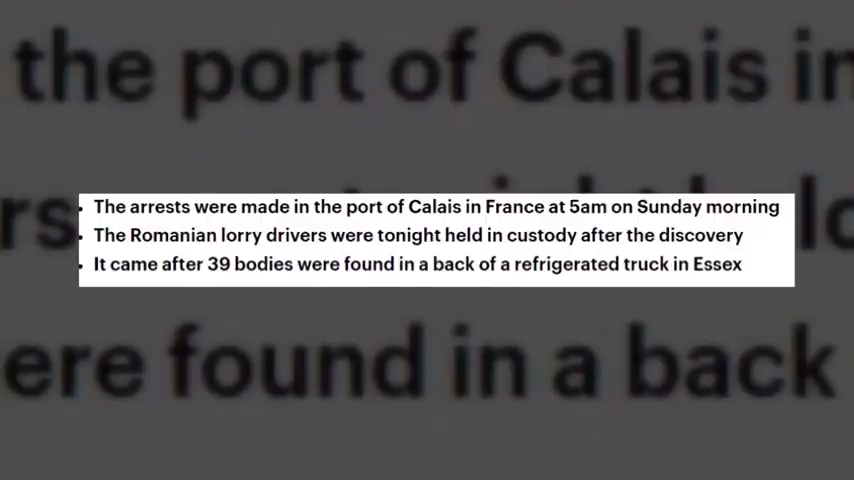 the port of Calais in
• The arrests were made in the port of Calais in France at 5am on Sunday morning
• The Romanian lorry drivers were tonight held in custody after the discovery
• It came after 39 bodies were found in a back of a refrigerated truck in Essex
ere found in a back